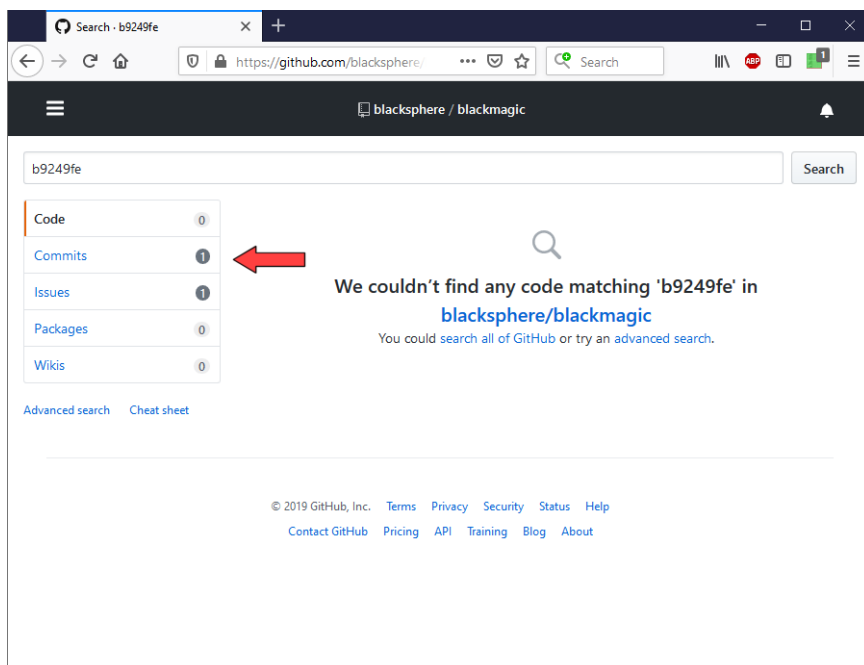 Search · b9249fe
https://github.com/blacksphere/
Search
ABP
1
blacksphere / blackmagic
b9249fe
Search
Code 0
Commits 1
Issues 1
Packages 0
Wikis 0
Advanced search Cheat sheet
We couldn’t find any code matching 'b9249fe' in
blacksphere/blackmagic
You could search all of GitHub or try an advanced search.
© 2019 GitHub, Inc. Terms Privacy Security Status Help
Contact GitHub Pricing API Training Blog About